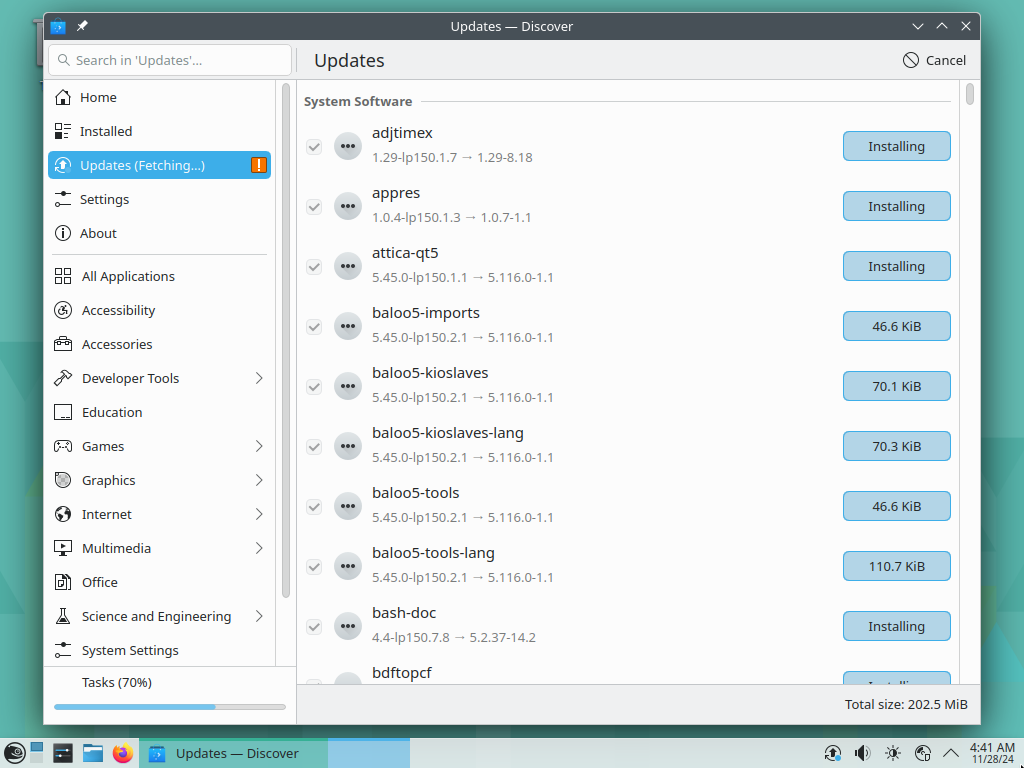 Updates — Discover
Search in 'Updates'...
Updates
Cancel
Home
Installed
Updates (Fetching...)
Settings
About
All Applications
Accessibility
Accessories
Developer Tools
Education
Games
Graphics
Internet
Multimedia
Office
Science and Engineering
System Settings
Tasks (70%)
System Software
adjtimex
1.29-lp150.1.7 → 1.29-8.18
Installing
appres
1.0.4-lp150.1.3 → 1.0.7-1.1
Installing
attica-qt5
5.45.0-lp150.1.1 → 5.116.0-1.1
Installing
baloo5-imports
5.45.0-lp150.2.1 → 5.116.0-1.1
46.6 KiB
baloo5-kioslaves
5.45.0-lp150.2.1 → 5.116.0-1.1
70.1 KiB
baloo5-kioslaves-lang
5.45.0-lp150.2.1 → 5.116.0-1.1
70.3 KiB
baloo5-tools
5.45.0-lp150.2.1 → 5.116.0-1.1
46.6 KiB
baloo5-tools-lang
5.45.0-lp150.2.1 → 5.116.0-1.1
110.7 KiB
bash-doc
4.4-lp150.7.8 → 5.2.37-14.2
Installing
bdftopcf
Installing
Total size: 202.5 MiB
Updates — Discover
4:41 AM
11/28/24